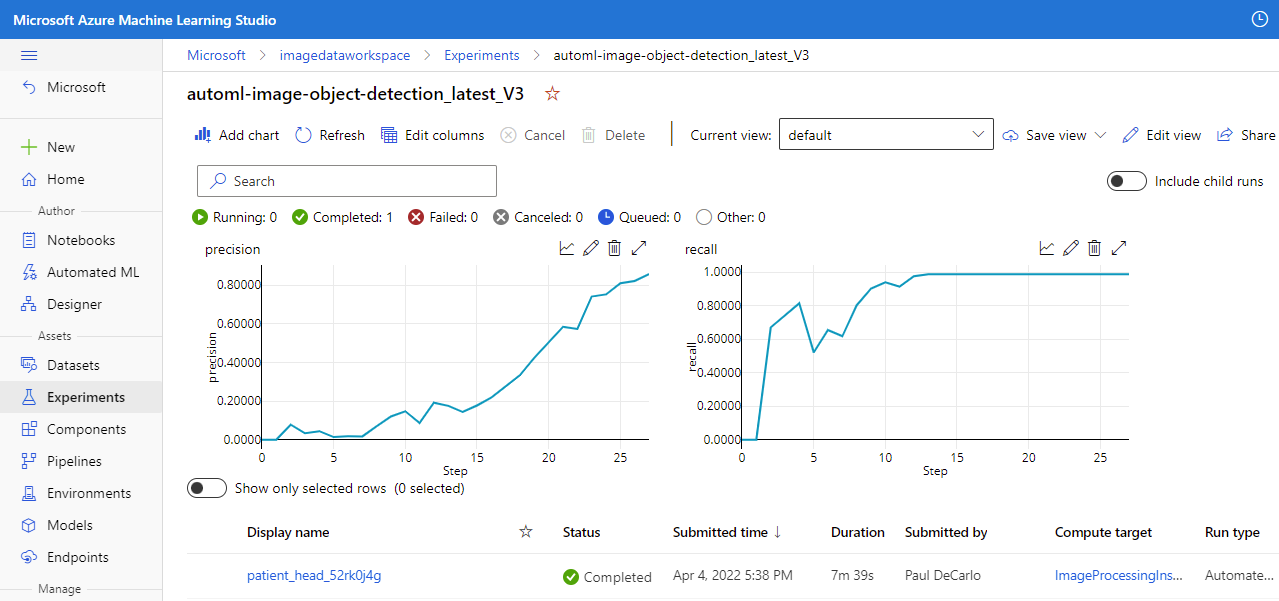 Microsoft Azure Machine Learning Studio
Microsoft > imagedataworkspace > Experiments > automl-image-object-detection_latest_V3
Microsoft
automl-image-object-detection_latest_V3
Add chart Refresh Edit columns Cancel Delete Current view: default Save view Edit view Share
New
Home
Search
Include child runs
Author
Running: 0 Completed: 1 Failed: 0 Canceled: 0 Queued: 0 Other: 0
Notebooks
Automated ML
Designer
Assets
Datasets
Experiments
Components
Pipelines
Environments
Models
Endpoints
Manage
precision
0.80000
0.60000
0.40000
0.20000
0.0000
precision
0 5 10 15 20 25
Step
recall
1.0000
0.80000
0.60000
0.40000
0.20000
0.0000
recall
0 5 10 15 20 25
Step
Show only selected rows (0 selected)
Display name Status Submitted time ↓ Duration Submitted by Compute target Run type
patient_head_52rk0j4g Completed Apr 4, 2022 5:38 PM 7m 39s Paul DeCarlo ImageProcessingIns... Automate...